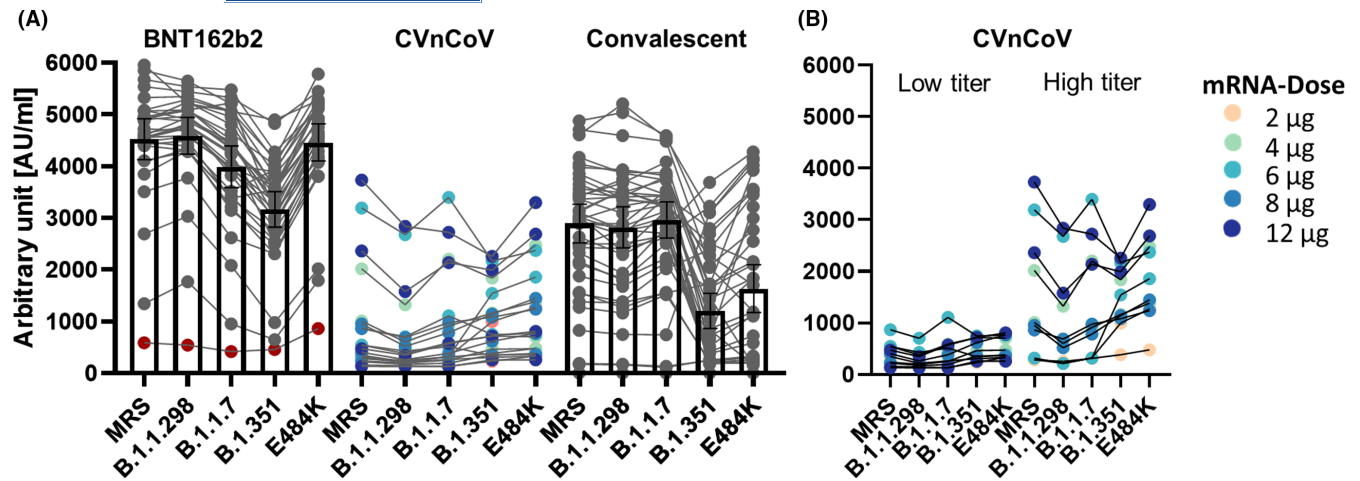 (A)
BNT162b2
CVnCoV
Convalescent
Arbitrary unit [AU/ml]
6000
5000
4000
3000
2000
1000
0
MRS
B.1.1.298
B.1.1.7
B.1.351
E484K
MRS
B.1.1.298
B.1.1.7
B.1.351
E484K
MRS
B.1.1.298
B.1.1.7
B.1.351
E484K
(B)
CVnCoV
Low titer
High titer
6000
5000
4000
3000
2000
1000
0
MRS
B.1.1.298
B.1.1.7
B.1.351
E484K
MRS
B.1.1.298
B.1.1.7
B.1.351
E484K
mRNA-Dose
2 µg
4 µg
6 µg
8 µg
12 µg